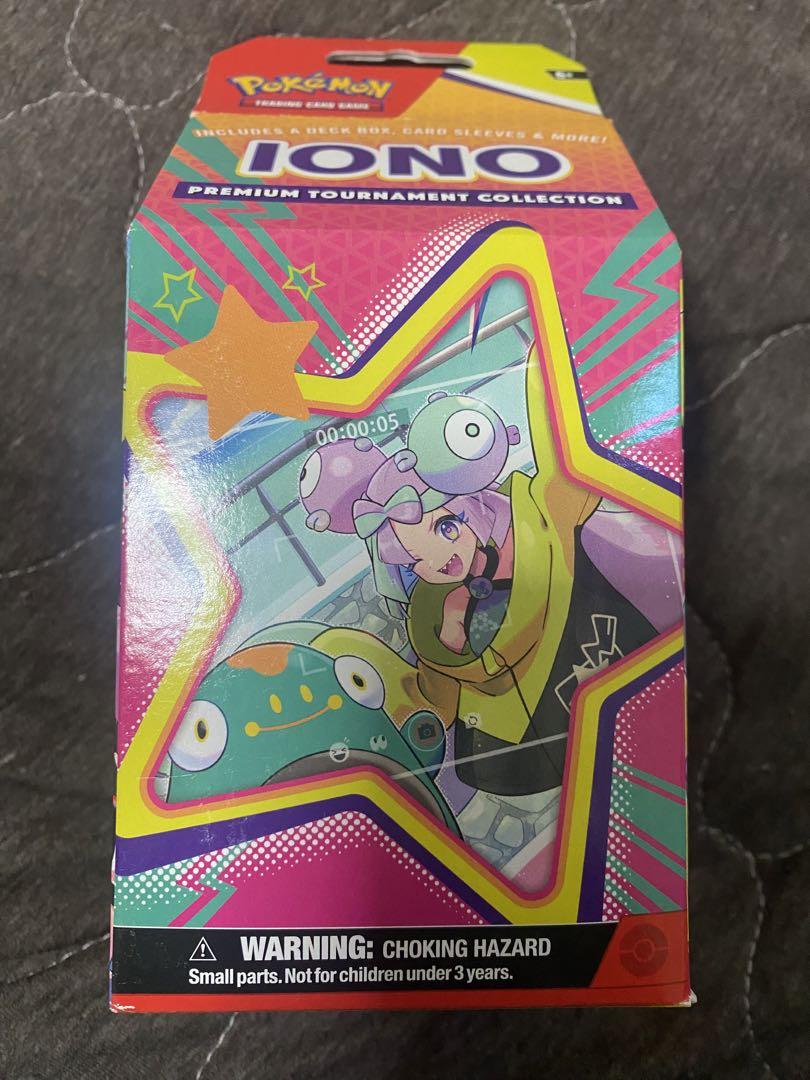 6+
POKéMON
TRADING CARD GAME
INCLUDES A DECK BOX, CARD SLEEVES & MORE!
IONO
PREMIUM TOURNAMENT COLLECTION
00:00:05
WARNING: CHOKING HAZARD
Small parts. Not for children under 3 years.